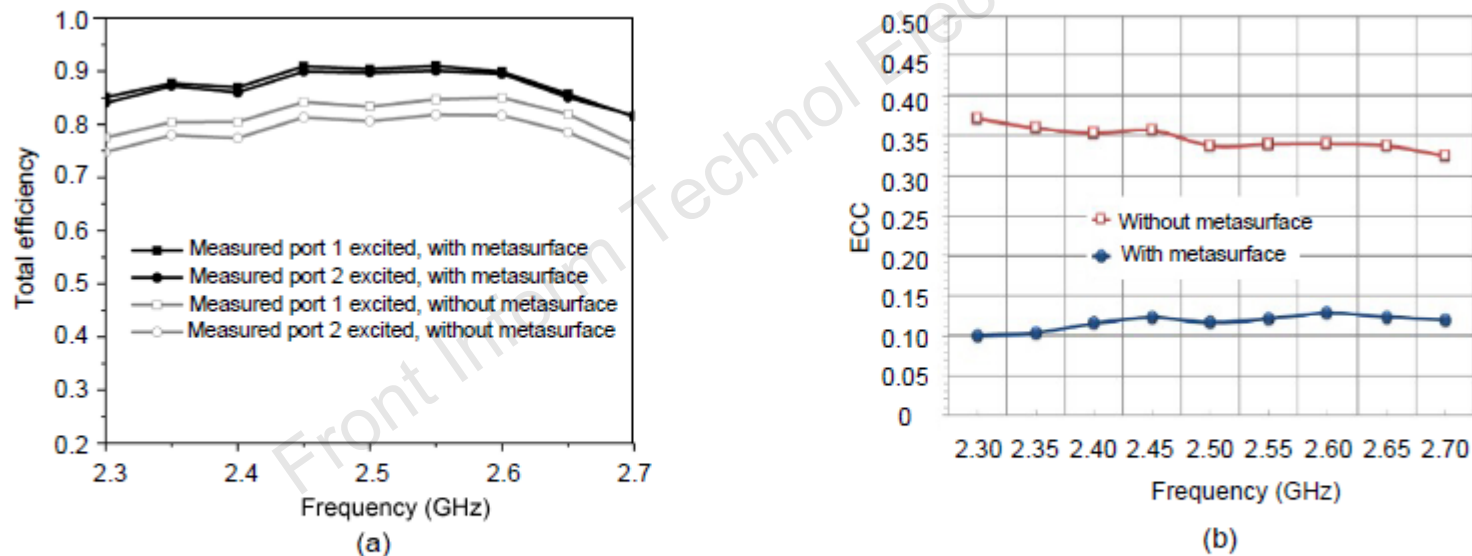 1.0
0.9
0.8
0.7
0.6
0.5
0.4
0.3
0.2
Total efficiency
Measured port 1 excited, with metasurface
Measured port 2 excited, with metasurface
Measured port 1 excited, without metasurface
Measured port 2 excited, without metasurface
2.3 2.4 2.5 2.6 2.7
Frequency (GHz)
(a)
0.50
0.45
0.40
0.35
0.30
0.25
0.20
0.15
0.10
0.05
0
ECC
Without metasurface
With metasurface
2.30 2.35 2.40 2.45 2.50 2.55 2.60 2.65 2.70
Frequency (GHz)
(b)
Front Inform Technol Elec